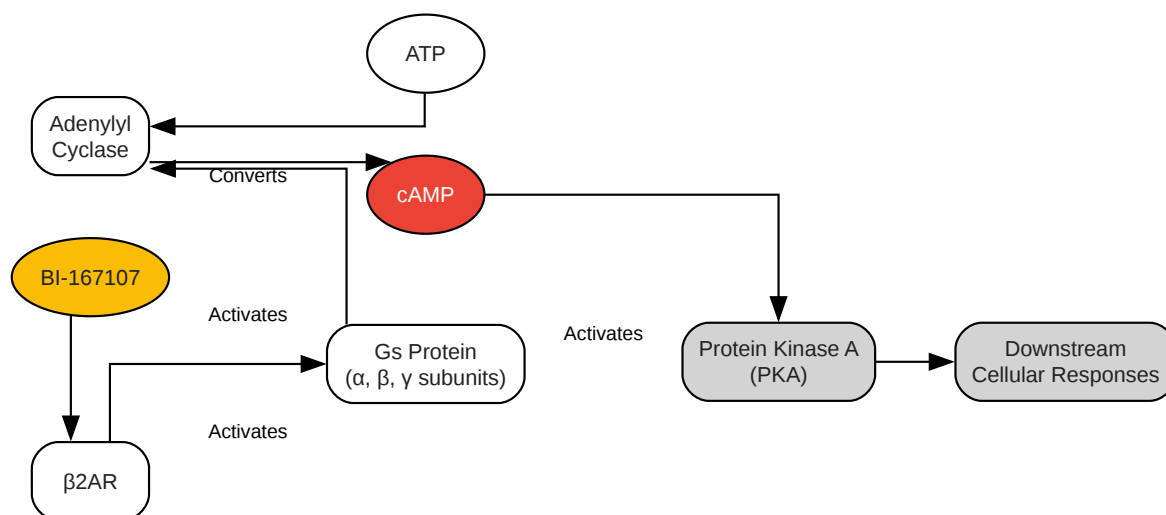 ATP
Adenylyl
Cyclase
Converts
cAMP
BI-167107
Activates
Activates
Gs Protein
(α, β, γ subunits)
Protein Kinase A
(PKA)
Downstream
Cellular Responses
Activates
β2AR